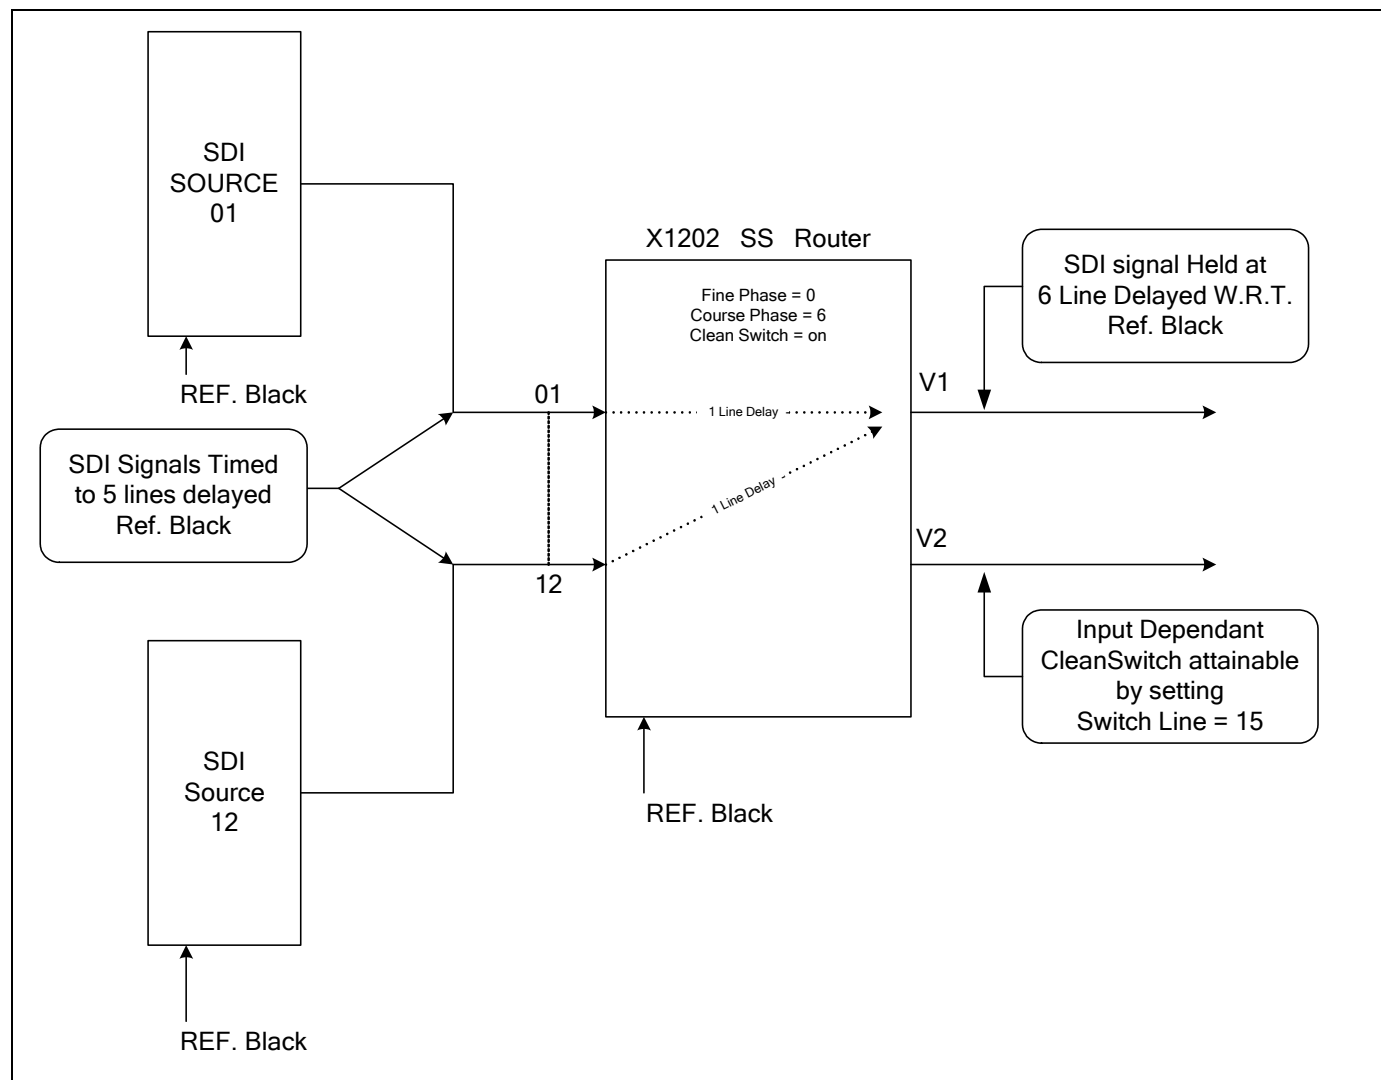 SDI
SOURCE
01
REF. Black
SDI Signals Timed
to 5 lines delayed
Ref. Black
SDI
Source
12
REF. Black
01
12
X1202 SS Router
Fine Phase = 0
Course Phase = 6
Clean Switch = on
1 Line Delay
1 Line Delay
REF. Black
V1
V2
SDI signal Held at
6 Line Delayed W.R.T.
Ref. Black
Input Dependant
CleanSwitch attainable
by setting
Switch Line = 15